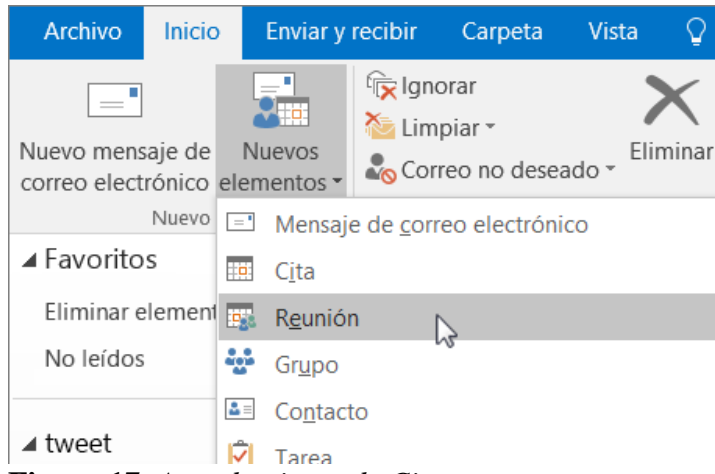 Archivo Inicio Enviar y recibir Carpeta Vista
Nuevo mensaje de correo electrónico
Nuevos elementos
Ignorar
Limpiar
Correo no deseado
Eliminar
Nuevo
Mensaje de correo electrónico
Cita
Reunión
Grupo
Contacto
Tarea
Favoritos
Eliminar
No leídos
tweet